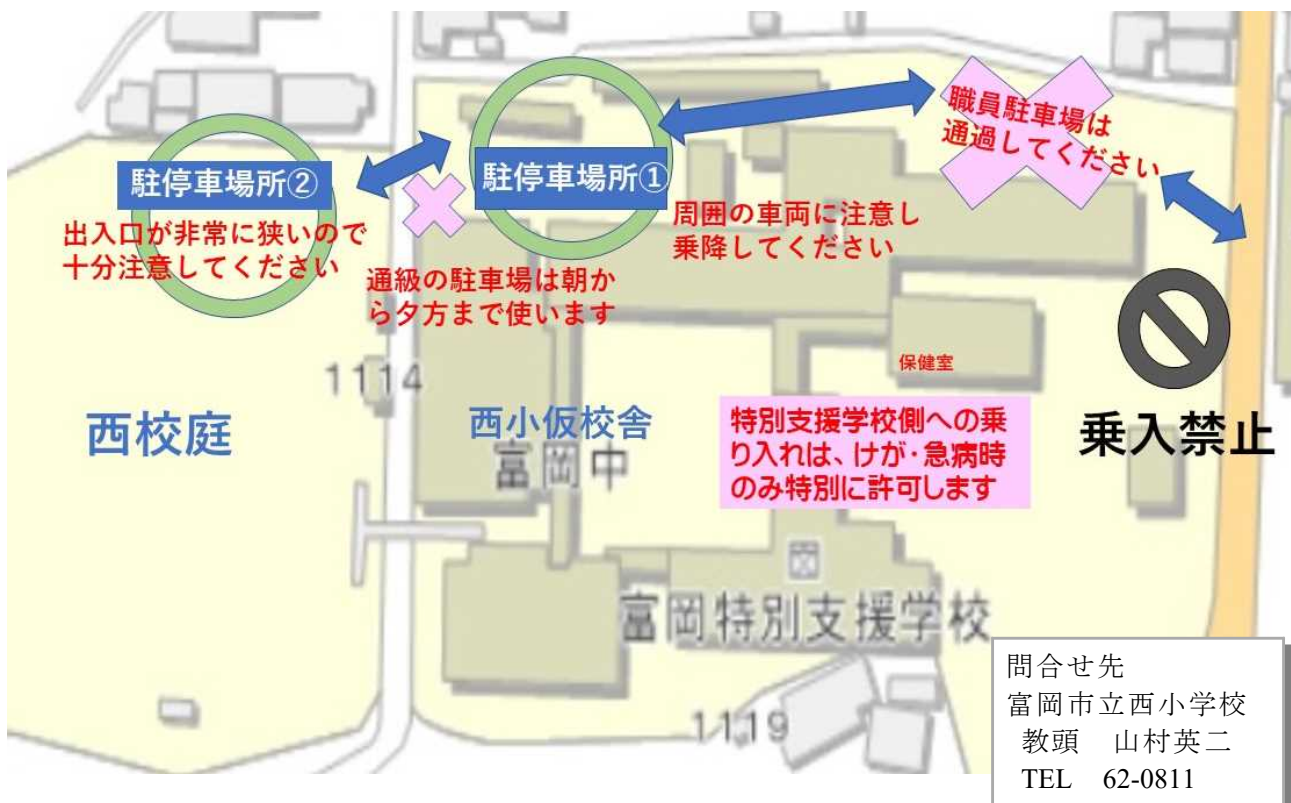 職員駐車場は
通過してください
駐停車場所②
駐停車場所①
出入口が非常に狭いので
十分注意してください
周囲の車両に注意し
乗降してください
通級の駐車場は朝か
ら夕方まで使います
保健室
1114
西校庭
西小仮校舎
富岡中
特別支援学校側への乗
り入れは、けが・急病時
のみ特別に許可します
乗入禁止
富岡特別支援学校
1119
問合せ先
富岡市立西小学校
教頠 山村英二
TEL 62-0811